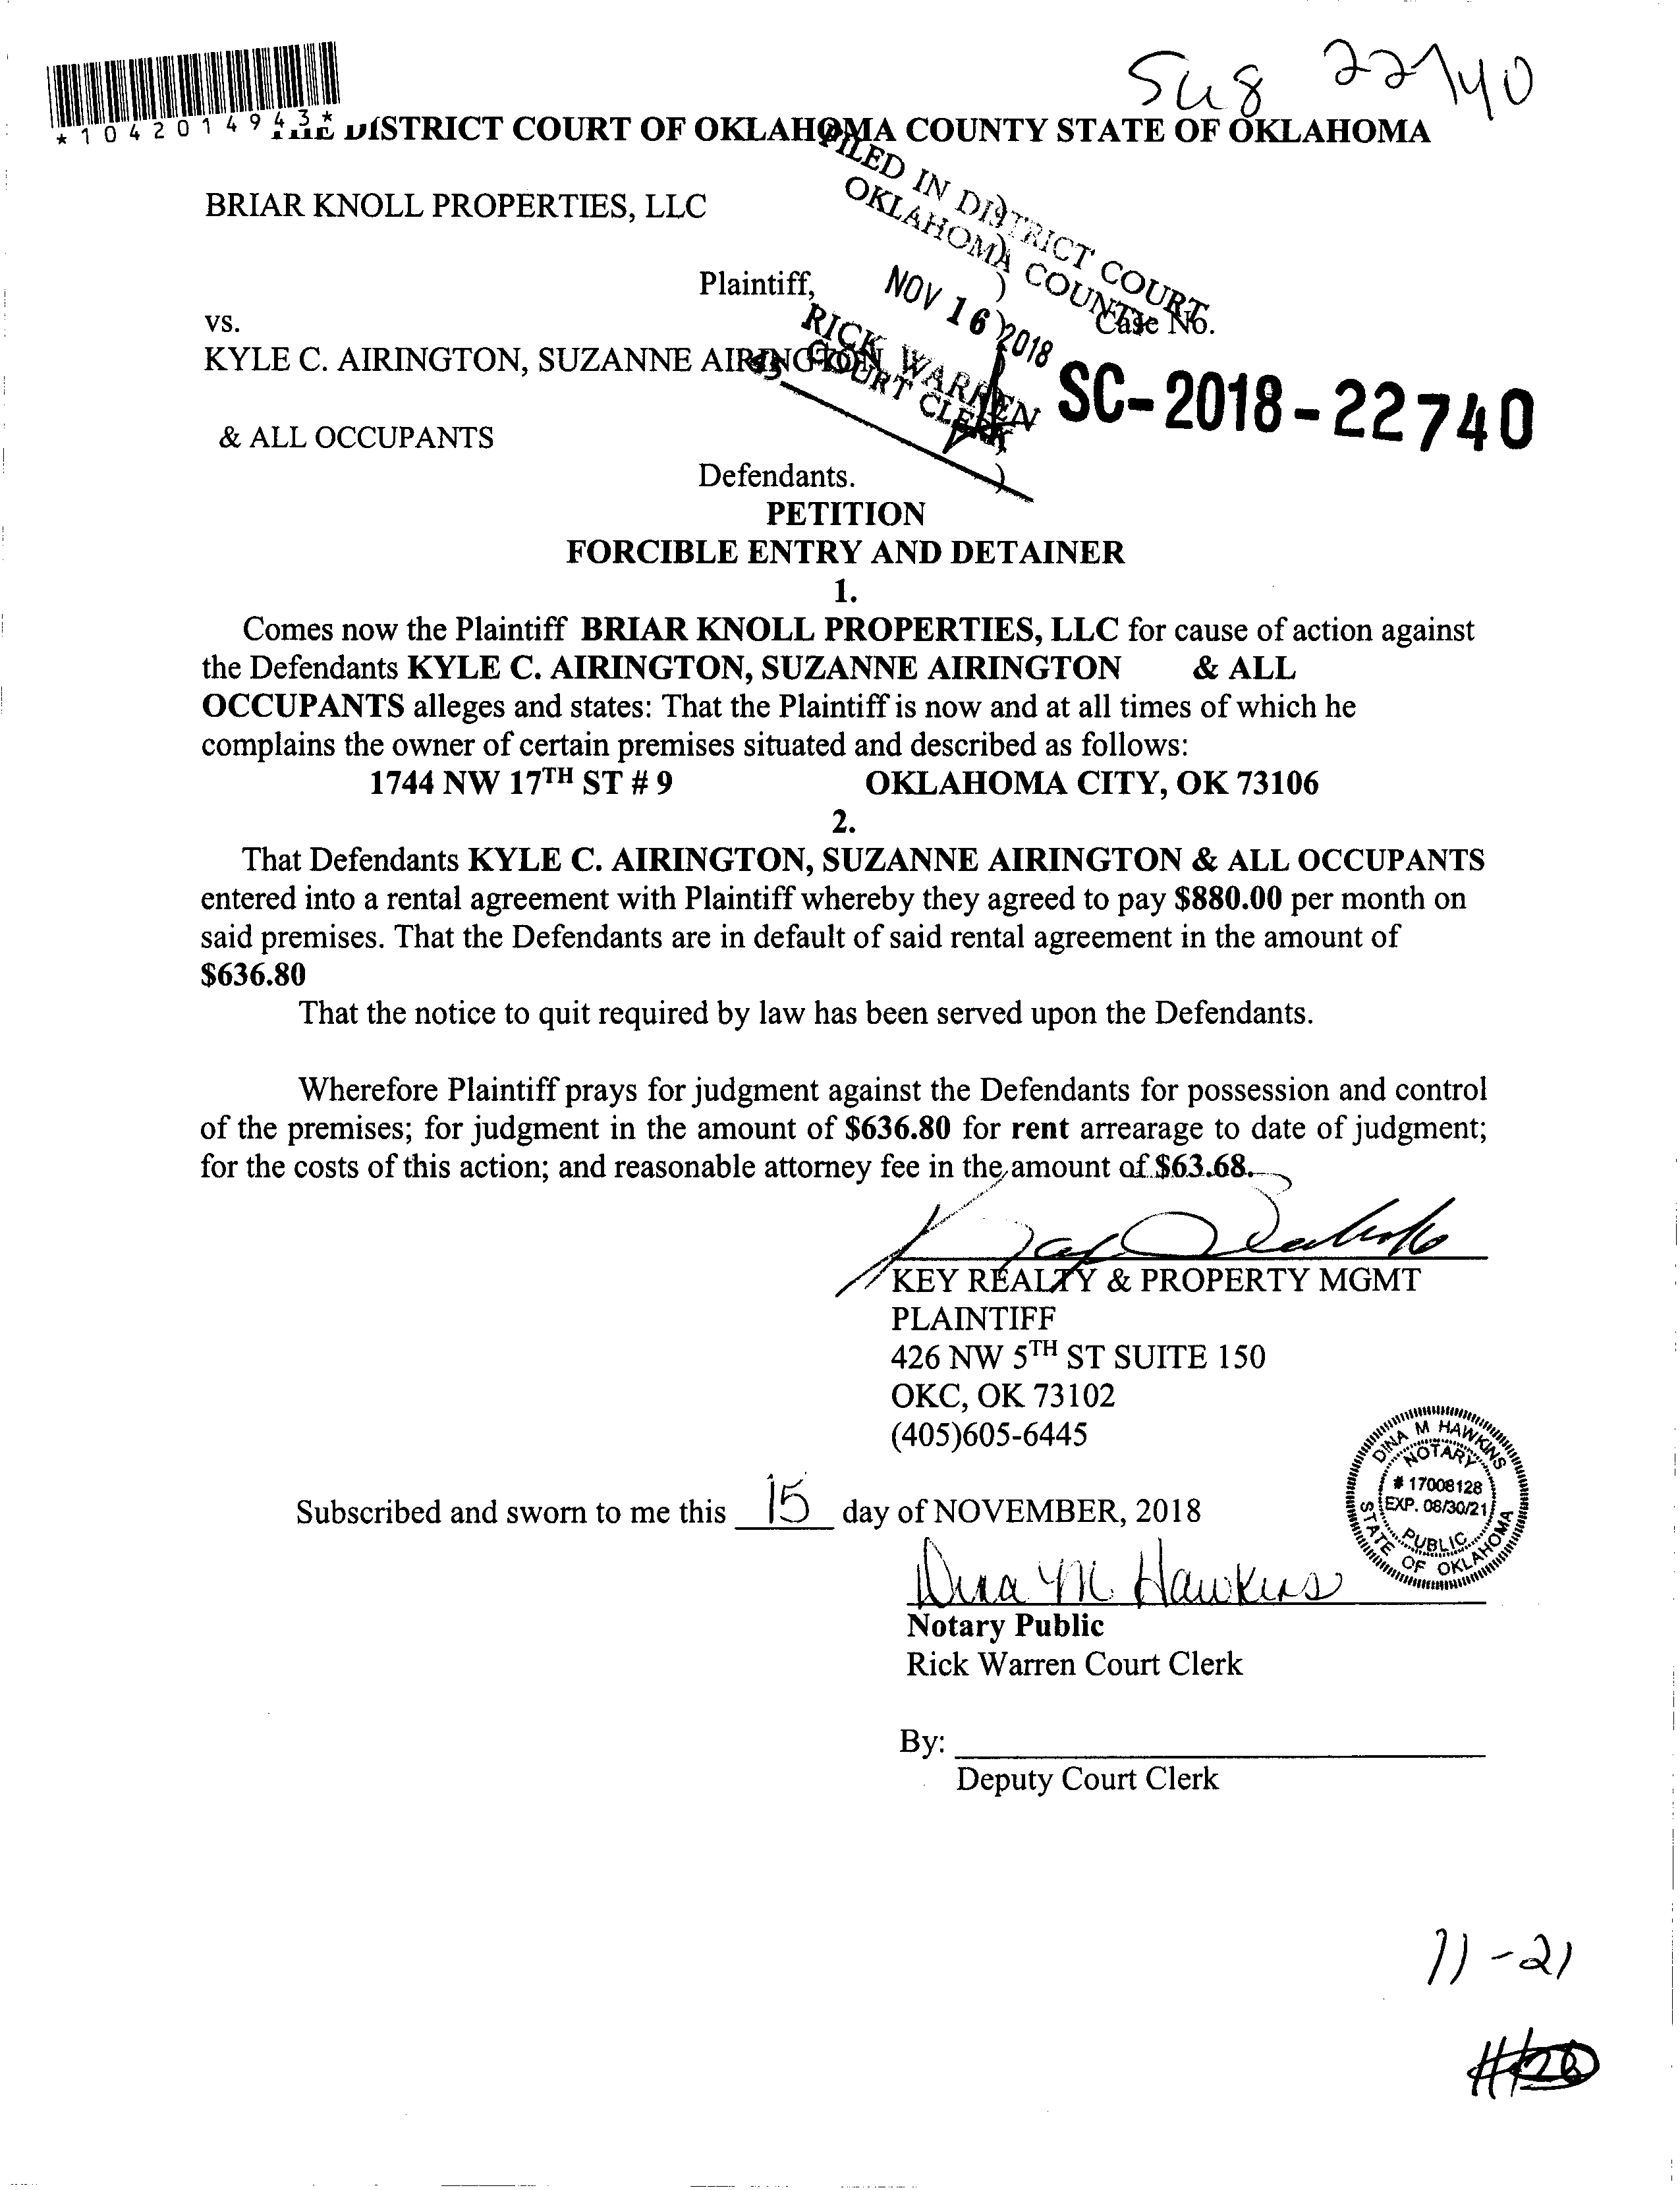 22740
*1042014943*
DISTRICT COURT OF OKLAHOMA COUNTY STATE OF OKLAHOMA
FILED IN DISTRICT COURT
OKLAHOMA COUNTY
BRIAR KNOLL PROPERTIES, LLC
)
)
Plaintiff,
NOV 16 2018
)
Case No.
vs.
RICK WARREN
COURT CLERK
KYLE C. AIRINGTON, SUZANNE AIRINGTON
SC-2018-22740
& ALL OCCUPANTS
Defendants.
)
PETITION
FORCIBLE ENTRY AND DETAINER
1.
Comes now the Plaintiff BRIAR KNOLL PROPERTIES, LLC for cause of action against
the Defendants KYLE C. AIRINGTON, SUZANNE AIRINGTON & ALL
OCCUPANTS alleges and states: That the Plaintiff is now and at all times of which he
complains the owner of certain premises situated and described as follows:
1744 NW 17TH ST # 9 OKLAHOMA CITY, OK 73106
2.
That Defendants KYLE C. AIRINGTON, SUZANNE AIRINGTON & ALL OCCUPANTS
entered into a rental agreement with Plaintiff whereby they agreed to pay $880.00 per month on
said premises. That the Defendants are in default of said rental agreement in the amount of
$636.80
That the notice to quit required by law has been served upon the Defendants.
Wherefore Plaintiff prays for judgment against the Defendants for possession and control
of the premises; for judgment in the amount of $636.80 for rent arrearage to date of judgment;
for the costs of this action; and reasonable attorney fee in the amount of $63.68.
KEY REALTY & PROPERTY MGMT
PLAINTIFF
426 NW 5TH ST SUITE 150
OKC, OK 73102
(405)605-6445
DINA M HAWKINS
NOTARY
# 17008128
EXP. 08/30/21
PUBLIC
STATE OF OKLAHOMA
Subscribed and sworn to me this 15 day of NOVEMBER, 2018
Dina M Hawkins
Notary Public
Rick Warren Court Clerk
By:
Deputy Court Clerk
11-21